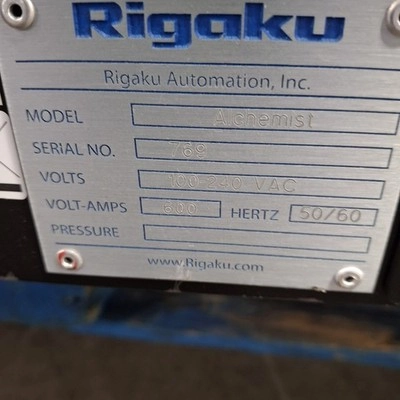 Rigaku
Rigaku Automation, Inc.
MODEL Alchemist
SERIAL NO. 769
VOLTS 100-240 VAC
VOLT-AMPS 600 HERTZ 50/60
PRESSURE
www.Rigaku.com